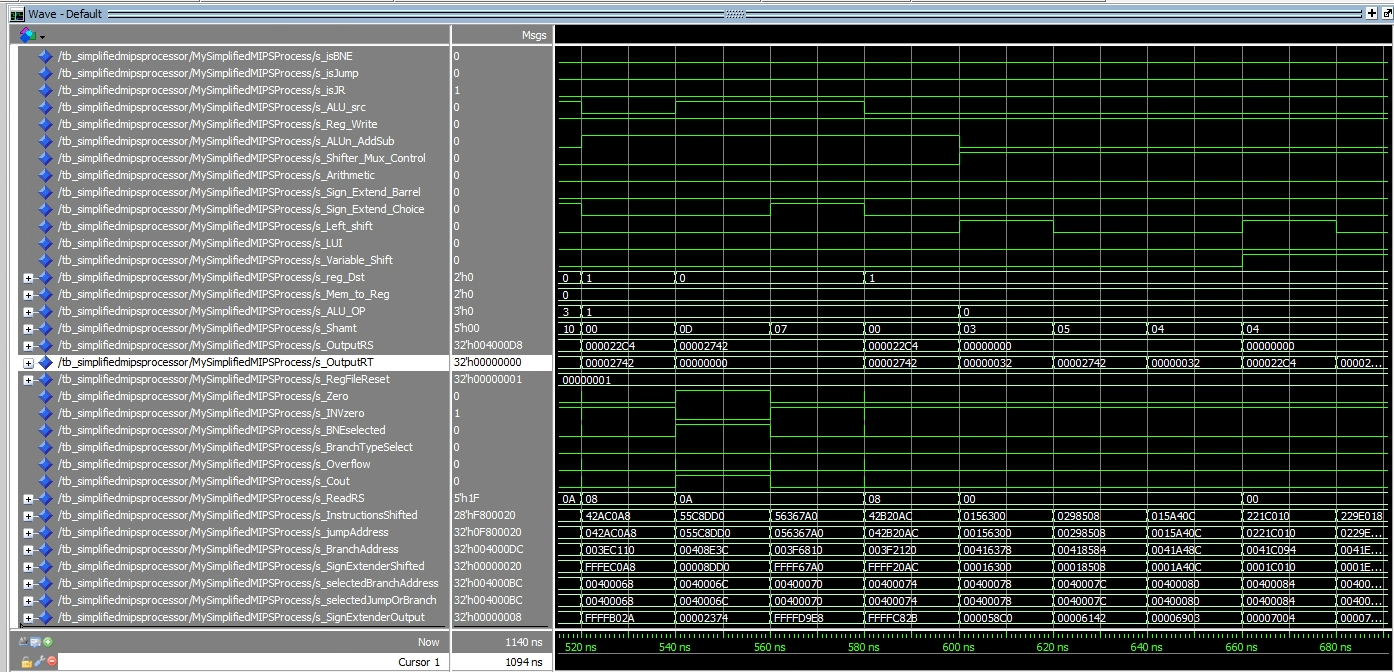 Wave - Default
Msgs
/tb_simplifiedmipsprocessor/MySimplifiedMIPSProcess/s_isBNE 0
/tb_simplifiedmipsprocessor/MySimplifiedMIPSProcess/s_isJump 0
/tb_simplifiedmipsprocessor/MySimplifiedMIPSProcess/s_isJR 1
/tb_simplifiedmipsprocessor/MySimplifiedMIPSProcess/s_ALU_src 0
/tb_simplifiedmipsprocessor/MySimplifiedMIPSProcess/s_Reg_Write 0
/tb_simplifiedmipsprocessor/MySimplifiedMIPSProcess/s_ALUn_AddSub 0
/tb_simplifiedmipsprocessor/MySimplifiedMIPSProcess/s_Shifter_Mux_Control 0
/tb_simplifiedmipsprocessor/MySimplifiedMIPSProcess/s_Arithmetic 0
/tb_simplifiedmipsprocessor/MySimplifiedMIPSProcess/s_Sign_Extend_Barrel 0
/tb_simplifiedmipsprocessor/MySimplifiedMIPSProcess/s_Sign_Extend_Choice 0
/tb_simplifiedmipsprocessor/MySimplifiedMIPSProcess/s_Left_shift 0
/tb_simplifiedmipsprocessor/MySimplifiedMIPSProcess/s_LUI 0
/tb_simplifiedmipsprocessor/MySimplifiedMIPSProcess/s_Variable_Shift 0
/tb_simplifiedmipsprocessor/MySimplifiedMIPSProcess/s_reg_Dst 2'h0 0 1 0 1
/tb_simplifiedmipsprocessor/MySimplifiedMIPSProcess/s_Mem_to_Reg 2'h0 0
/tb_simplifiedmipsprocessor/MySimplifiedMIPSProcess/s_ALU_OP 3'h0 3 1 0
/tb_simplifiedmipsprocessor/MySimplifiedMIPSProcess/s_Shamt 5'h00 10 00 0D 07 00 03 05 04 04
/tb_simplifiedmipsprocessor/MySimplifiedMIPSProcess/s_OutputRS 32'h004000D8 000022C4 00002742 000022C4 00000000 00000000
/tb_simplifiedmipsprocessor/MySimplifiedMIPSProcess/s_OutputRT 32'h00000000 00002742 00000000 00002742 00000032 00002742 00000032 000022C4 00002...
/tb_simplifiedmipsprocessor/MySimplifiedMIPSProcess/s_RegFileReset 32'h00000001 00000001
/tb_simplifiedmipsprocessor/MySimplifiedMIPSProcess/s_Zero 0
/tb_simplifiedmipsprocessor/MySimplifiedMIPSProcess/s_INVzero 1
/tb_simplifiedmipsprocessor/MySimplifiedMIPSProcess/s_BNEselected 0
/tb_simplifiedmipsprocessor/MySimplifiedMIPSProcess/s_BranchTypeSelect 0
/tb_simplifiedmipsprocessor/MySimplifiedMIPSProcess/s_Overflow 0
/tb_simplifiedmipsprocessor/MySimplifiedMIPSProcess/s_Cout 0
/tb_simplifiedmipsprocessor/MySimplifiedMIPSProcess/s_ReadRS 5'h1F 0A 08 0A 08 00 00
/tb_simplifiedmipsprocessor/MySimplifiedMIPSProcess/s_InstructionsShifted 28'hF800020 42AC0A8 55C8DD0 56367A0 42B20AC 0156300 0298508 015A40C 221C010 229E018
/tb_simplifiedmipsprocessor/MySimplifiedMIPSProcess/s_jumpAddress 32'h0F800020 042AC0A8 055C8DD0 056367A0 042B20AC 00156300 00298508 0015A40C 0221C010 0229E...
/tb_simplifiedmipsprocessor/MySimplifiedMIPSProcess/s_BranchAddress 32'h004000DC 003EC110 00408E3C 003F6810 003F2120 00416378 00418584 0041A48C 0041C094 0041E...
/tb_simplifiedmipsprocessor/MySimplifiedMIPSProcess/s_SignExtenderShifted 32'h00000020 FFFEC0A8 00008DD0 FFFF67A0 FFFF20AC 00016300 00018508 0001A40C 0001C010 0001E...
/tb_simplifiedmipsprocessor/MySimplifiedMIPSProcess/s_selectedBranchAddress 32'h004000BC 00400068 0040006C 00400070 00400074 00400078 0040007C 00400080 00400084 00400...
/tb_simplifiedmipsprocessor/MySimplifiedMIPSProcess/s_selectedJumpOrBranch 32'h004000BC 00400068 0040006C 00400070 00400074 00400078 0040007C 00400080 00400084 00400...
/tb_simplifiedmipsprocessor/MySimplifiedMIPSProcess/s_SignExtenderOutput 32'h00000008 FFFFB02A 00002374 FFFFD9E8 FFFFC82B 000058C0 00006142 00006903 00007004 00007...
Now 1140 ns 520 ns 540 ns 560 ns 580 ns 600 ns 620 ns 640 ns 660 ns 680 ns
Cursor 1 1094 ns